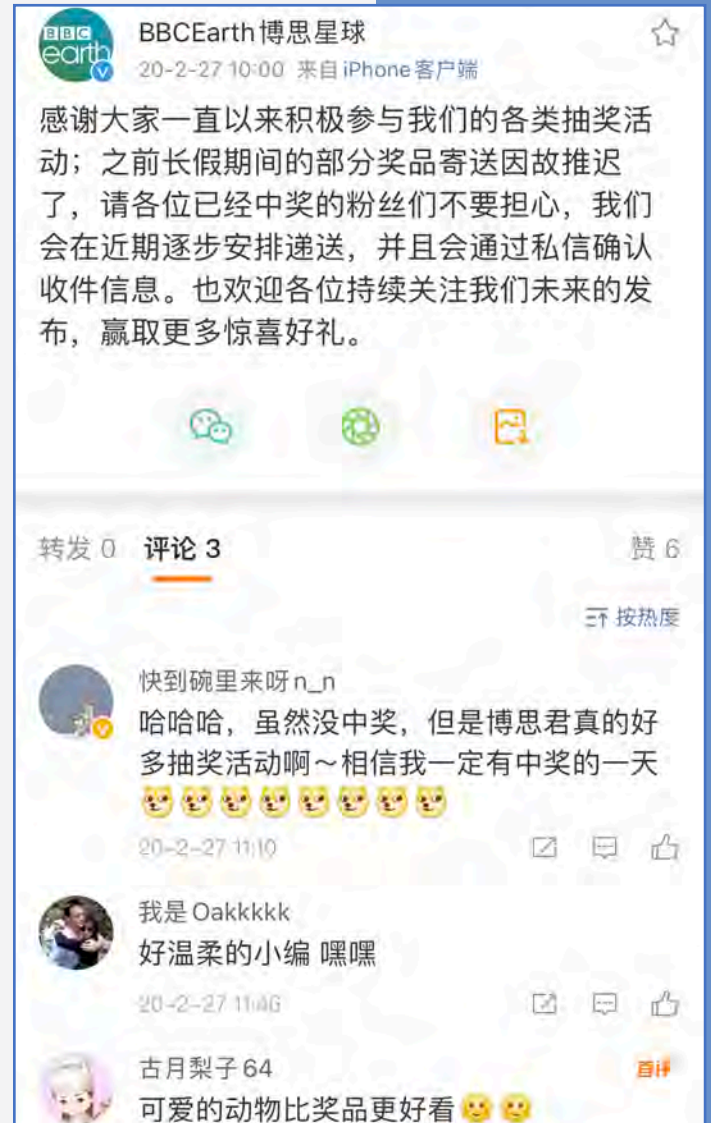 BBC
earth
BBCEarth博思星球
20-2-27 10:00 来自 iPhone客户端
感谢大家一直以来积极参与我们的各类抽奖活
动；之前长假期间的部分奖品寄送因故推迟
了，请各位已经中奖的粉丝们不要担心，我们
会在近期逐步安排递送，并且会通过私信确认
收件信息。也欢迎各位持续关注我们未来的发
布，赢取更多惊喜好礼。
转发 0 评论 3 赞 6
按热度
快到碗里来呀n_n
哈哈哈，虽然没中奖，但是博思君真的好
多抽奖活动啊～相信我一定有中奖的一天
20-2-27 11:10
我是Oakkkkk
好温柔的小编 嘿嘿
20-2-27 11:46
古月梨子64
首评
可爱的动物比奖品更好看